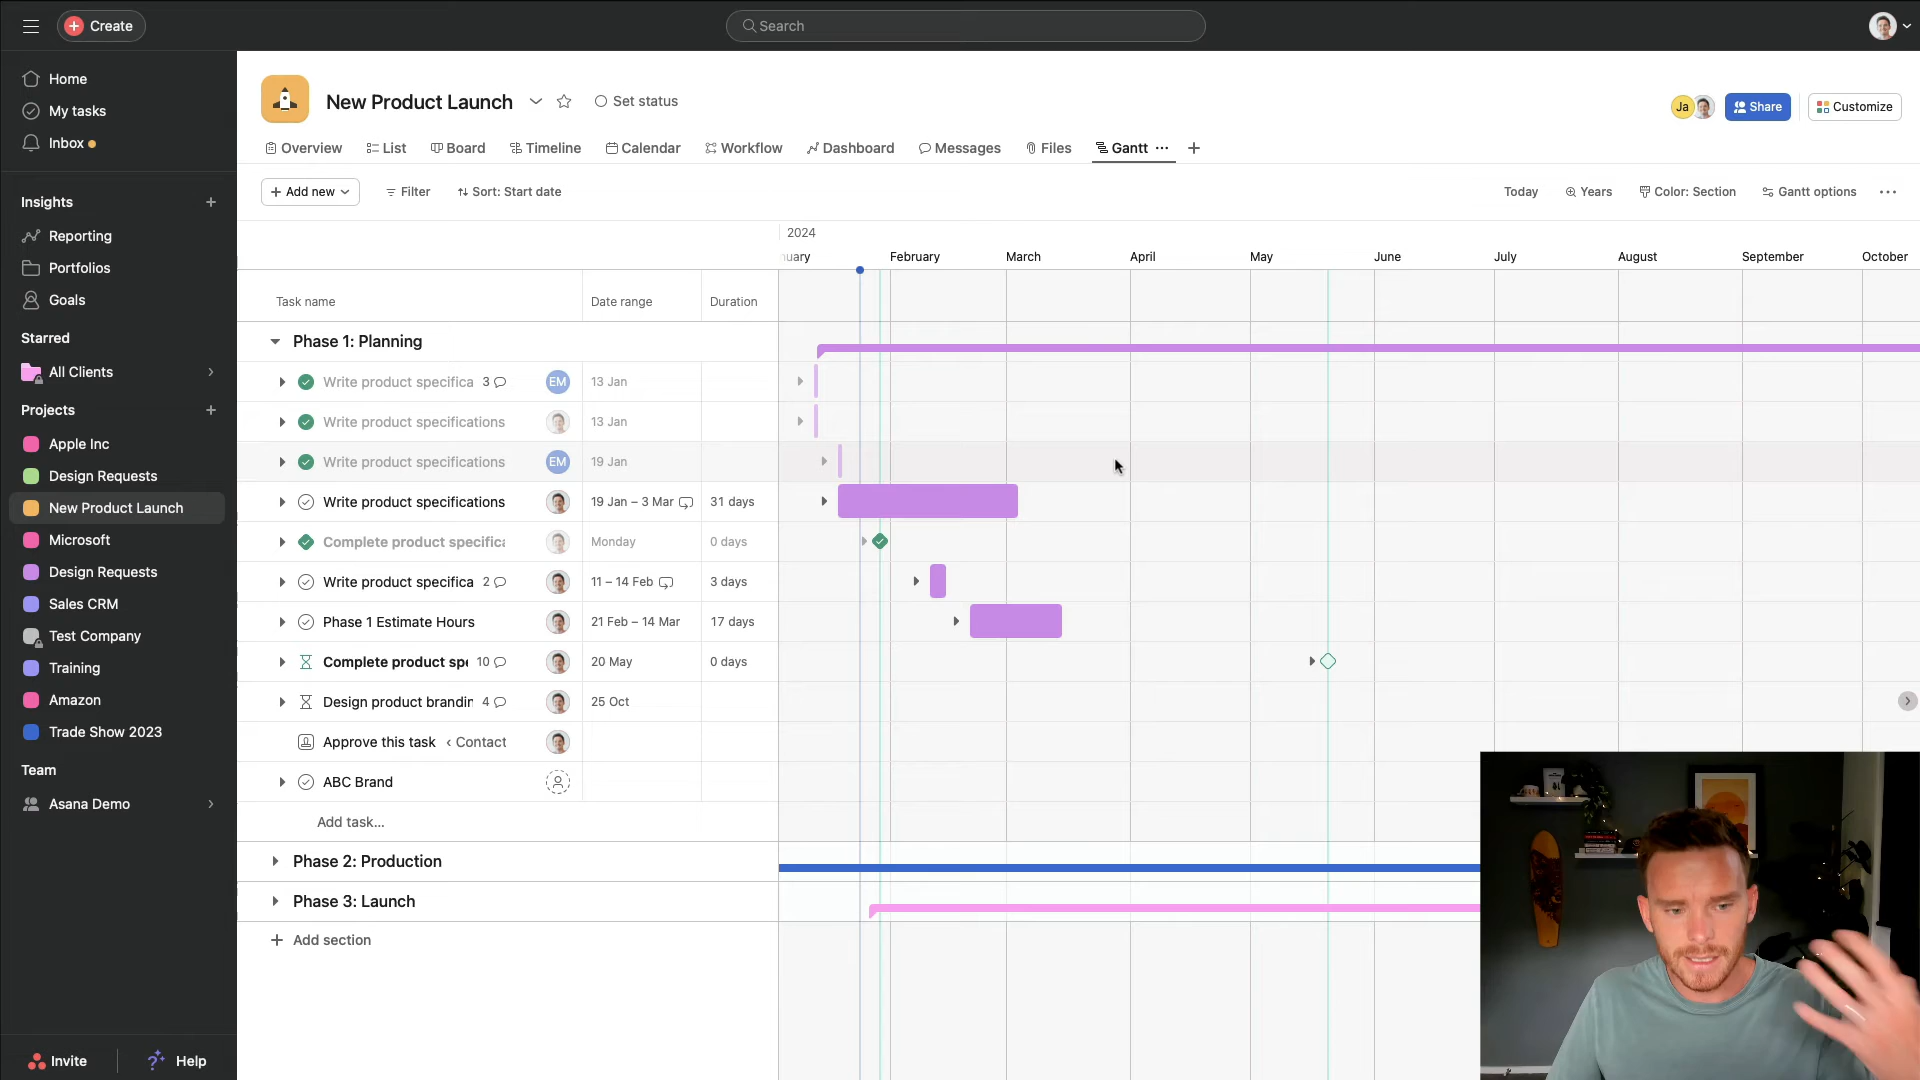 Create
Search
Home
My tasks
Inbox
Insights
Reporting
Portfolios
Goals
Starred
All Clients
Projects
Apple Inc
Design Requests
New Product Launch
Microsoft
Design Requests
Sales CRM
Test Company
Training
Amazon
Trade Show 2023
Team
Asana Demo
Invite
? Help
New Product Launch
Set status
Ja
Share
Customize
Overview List Board Timeline Calendar Workflow Dashboard Messages Files Gantt ... +
+ Add new Filter Sort: Start date
Today Years Color: Section Gantt options ...
2024
uary February March April May June July August September October
Task name Date range Duration
Phase 1: Planning
Write product specifica 3 EM 13 Jan
Write product specifications 13 Jan
Write product specifications EM 19 Jan
Write product specifications 19 Jan – 3 Mar 31 days
Complete product specifica Monday 0 days
Write product specifica 2 11 – 14 Feb 3 days
Phase 1 Estimate Hours 21 Feb – 14 Mar 17 days
Complete product spe 10 20 May 0 days
Design product brandin 4 25 Oct
Approve this task ‹ Contact
ABC Brand
Add task...
Phase 2: Production
Phase 3: Launch
+ Add section